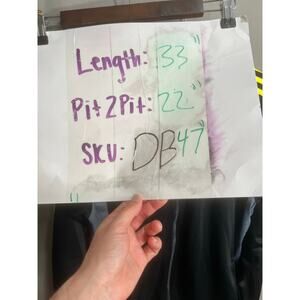 Length: 33"
Pit2Pit: 22"
SKU: DB47"